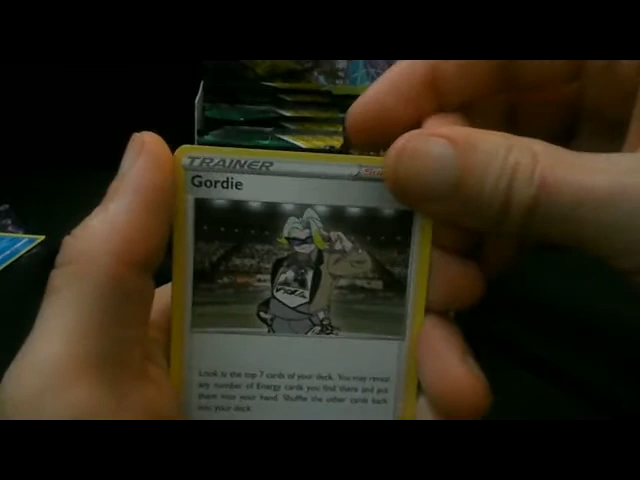 TRAINER
Gordie
Look at the top 7 cards of your deck. You may reveal
any number of Energy cards you find there and put
them into your hand. Shuffle the other cards back
into your deck.